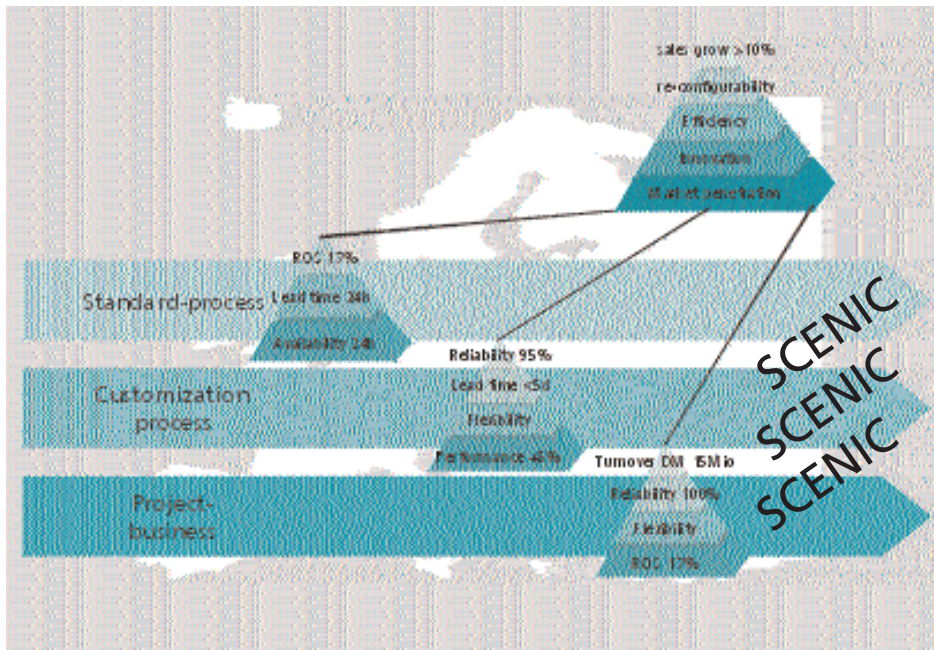 sales grow >10%
re-configurability
Efficiency
Innovation
Market penetration
ROS 17%
Standard-process
Lead time 24h
Availability 24h
SCENIC
Reliability 95%
Lead time <5d
Customization
process
Flexibility
SCENIC
Performance 45%
Turnover DM 15Mio
SCENIC
Reliability 100%
Project-
business
Flexibility
ROS 17%